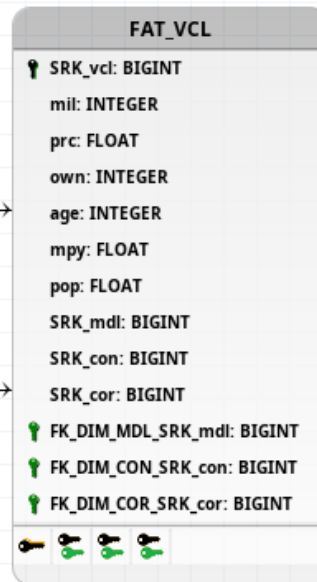 FAT_VCL
SRK_vcl: BIGINT
mil: INTEGER
prc: FLOAT
own: INTEGER
age: INTEGER
mpy: FLOAT
pop: FLOAT
SRK_mdl: BIGINT
SRK_con: BIGINT
SRK_cor: BIGINT
FK_DIM_MDL_SRK_mdl: BIGINT
FK_DIM_CON_SRK_con: BIGINT
FK_DIM_COR_SRK_cor: BIGINT